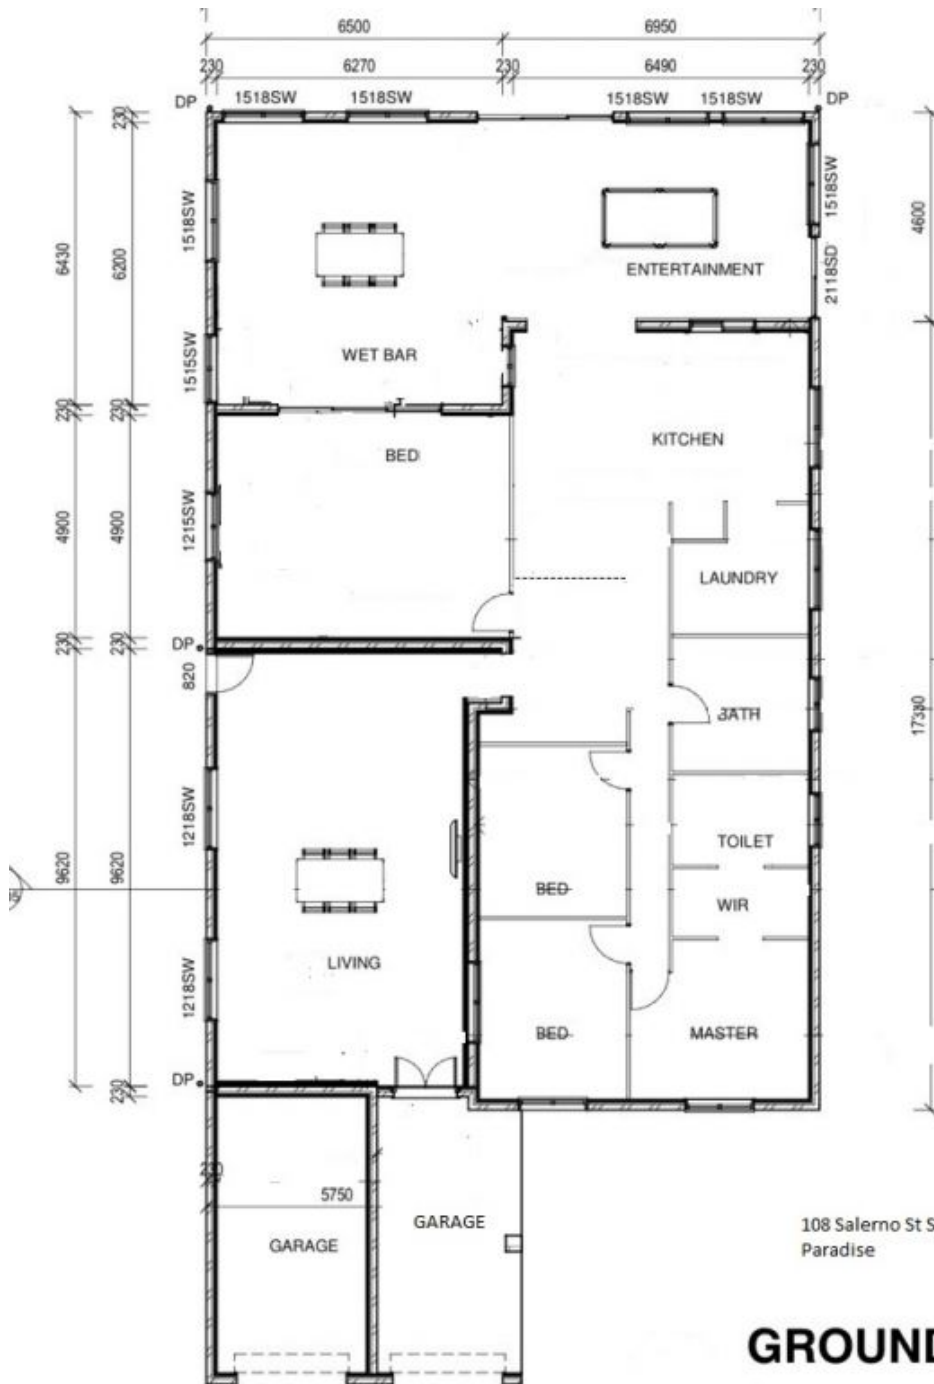 6500
6950
230
6270
230
6490
230
DP
1518SW
1518SW
1518SW
1518SW
DP
230
1518SW
1518SW
4600
6430
6200
2118SD
ENTERTAINMENT
WET BAR
1515SW
230
230
KITCHEN
BED
4900
4900
1215SW
LAUNDRY
230
230
DP
820
BATH
17330
1218SW
TOILET
9620
9620
BED
WIR
LIVING
1218SW
BED
MASTER
DP
230
230
5750
GARAGE
GARAGE
108 Salerno St S
Paradise
GROUND